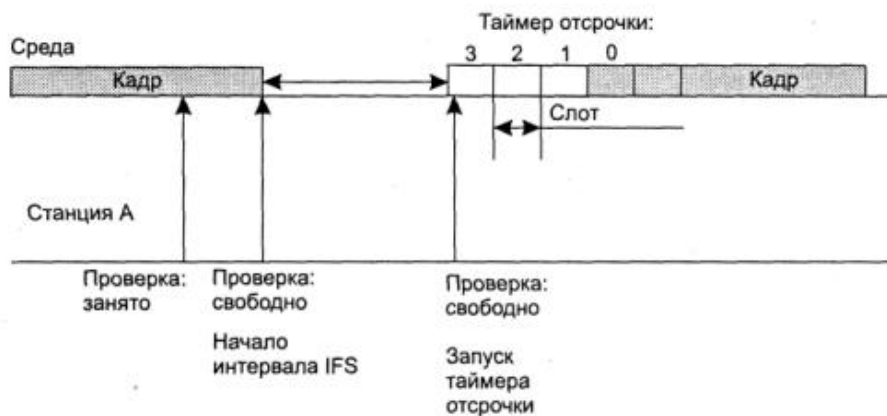 Таймер отсрочки:
Среда
3 2 1 0
Кадр
Кадр
Слот
Станция А
Проверка:
занято
Проверка:
свободно
Начало
интервала IFS
Проверка:
свободно
Запуск
таймера
отсрочки